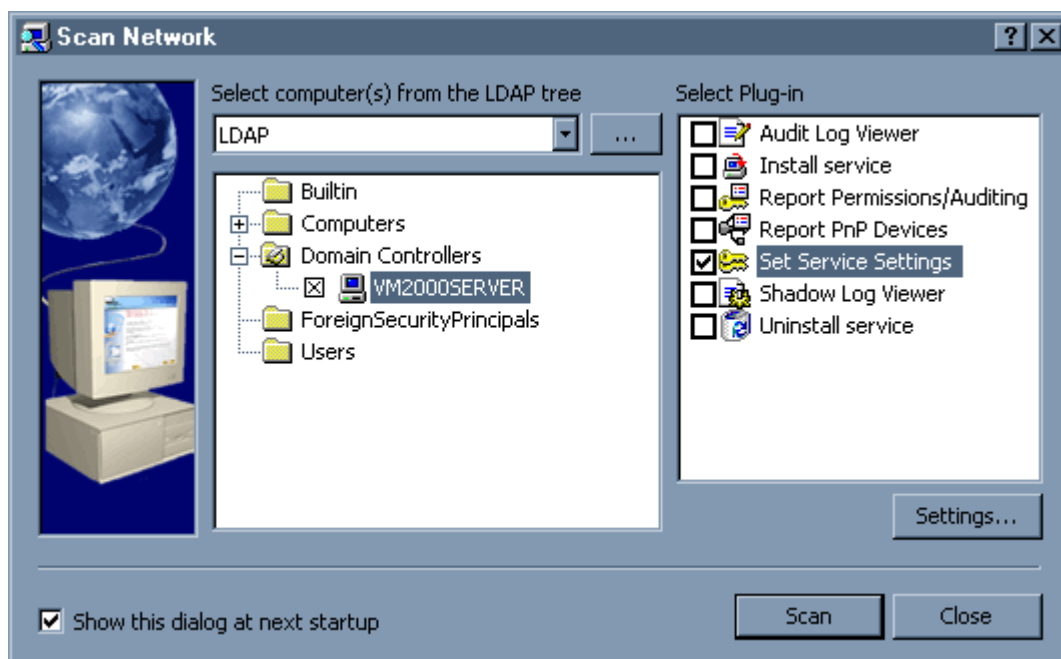 Scan Network
Select computer(s) from the LDAP tree
LDAP
...
Builtin
Computers
Domain Controllers
VM2000SERVER
ForeignSecurityPrincipals
Users
Select Plug-in
Audit Log Viewer
Install service
Report Permissions/Auditing
Report PnP Devices
Set Service Settings
Shadow Log Viewer
Uninstall service
Settings...
Show this dialog at next startup
Scan
Close